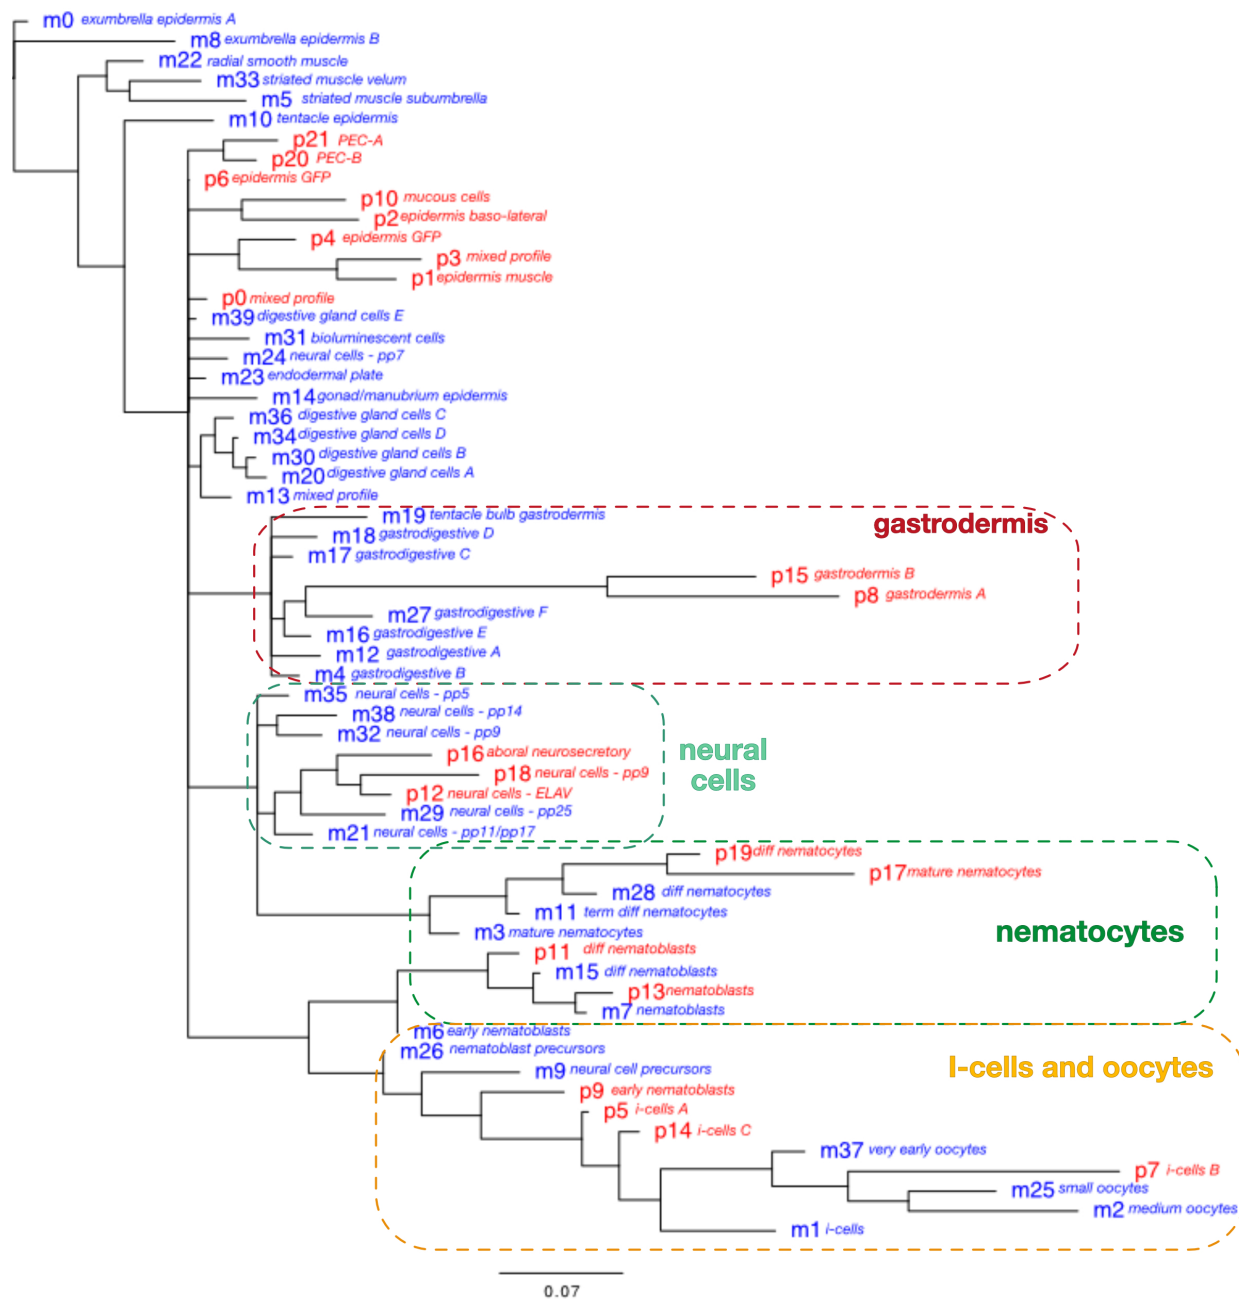 m0 exumbrella epidermis A
m8 exumbrella epidermis B
m22 radial smooth muscle
m33 striated muscle velum
m5 striated muscle subumbrella
m10 tentacle epidermis
p21 PEC-A
p20 PEC-B
p6 epidermis GFP
p10 mucous cells
p2 epidermis baso-lateral
p4 epidermis GFP
p3 mixed profile
p1 epidermis muscle
p0 mixed profile
m39 digestive gland cells E
m31 bioluminescent cells
m24 neural cells - pp7
m23 endodermal plate
m14 gonad/manubrium epidermis
m36 digestive gland cells C
m34 digestive gland cells D
m30 digestive gland cells B
m20 digestive gland cells A
m13 mixed profile
m19 tentacle bulb gastrodermis
gastrodermis
m18 gastrodigestive D
m17 gastrodigestive C
p15 gastrodermis B
p8 gastrodermis A
m27 gastrodigestive F
m16 gastrodigestive E
m12 gastrodigestive A
m4 gastrodigestive B
m35 neural cells - pp5
m38 neural cells - pp14
m32 neural cells - pp9
neural
cells
p16 aboral neurosecretory
p18 neural cells - pp9
p12 neural cells - ELAV
m29 neural cells - pp25
m21 neural cells - pp11/pp17
p19 diff nematocytes
p17 mature nematocytes
m28 diff nematocytes
m11 term diff nematocytes
m3 mature nematocytes
nematocytes
p11 diff nematoblasts
m15 diff nematoblasts
p13 nematoblasts
m7 nematoblasts
m6 early nematoblasts
m26 nematoblast precursors
I-cells and oocytes
m9 neural cell precursors
p9 early nematoblasts
p5 i-cells A
p14 i-cells C
m37 very early oocytes
p7 i-cells B
m25 small oocytes
m2 medium oocytes
m1 i-cells
0.07